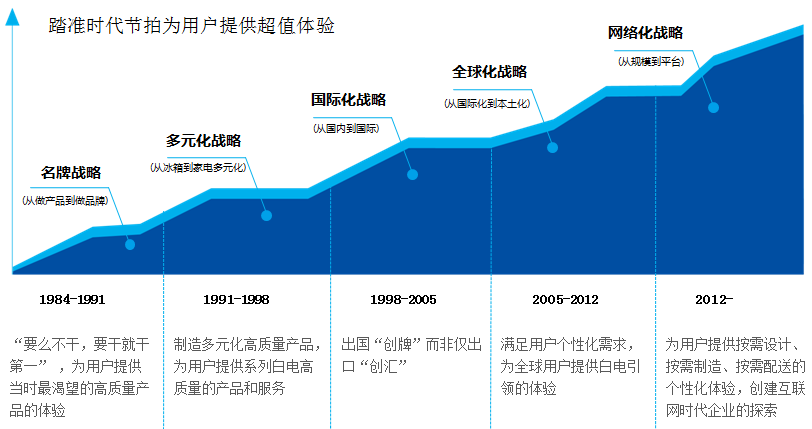 踏准时代节拍为用户提供超值体验
网络化战略
(从规模到平台)
全球化战略
(从国际化到本土化)
国际化战略
(从国内到国际)
多元化战略
(从冰箱到家电多元化)
名牌战略
(从做产品到做品牌)
1984-1991
1991-1998
1998-2005
2005-2012
2012-
“要么不干，要干就干
第一”，为用户提供
当时最渴望的高质量产
品的体验
制造多元化高质量产品，
为用户提供系列白电高
质量的产品和服务
出国“创牌”而非仅出
口“创汇”
满足用户个性化需求，
为全球用户提供白电引
领的体验
为用户提供按需设计、
按需制造、按需配送的
个性化体验，创建互联
网时代企业的探索